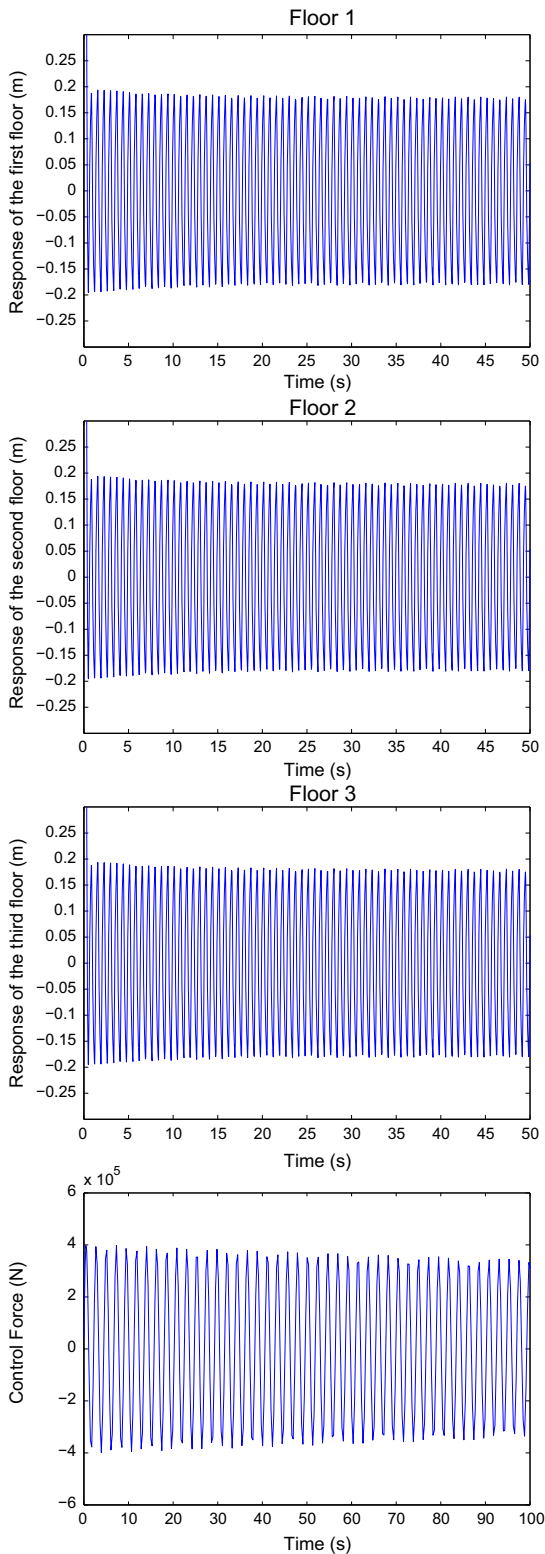 Floor 1
Response of the first floor (m)
0.25
0.2
0.15
0.1
0.05
0
−0.05
−0.1
−0.15
−0.2
−0.25
0 5 10 15 20 25 30 35 40 45 50
Time (s)
Floor 2
Response of the second floor (m)
0.25
0.2
0.15
0.1
0.05
0
−0.05
−0.1
−0.15
−0.2
−0.25
0 5 10 15 20 25 30 35 40 45 50
Time (s)
Floor 3
Response of the third floor (m)
0.25
0.2
0.15
0.1
0.05
0
−0.05
−0.1
−0.15
−0.2
−0.25
0 5 10 15 20 25 30 35 40 45 50
Time (s)
x 10^5
Control Force (N)
6
4
2
0
−2
−4
−6
0 10 20 30 40 50 60 70 80 90 100
Time (s)